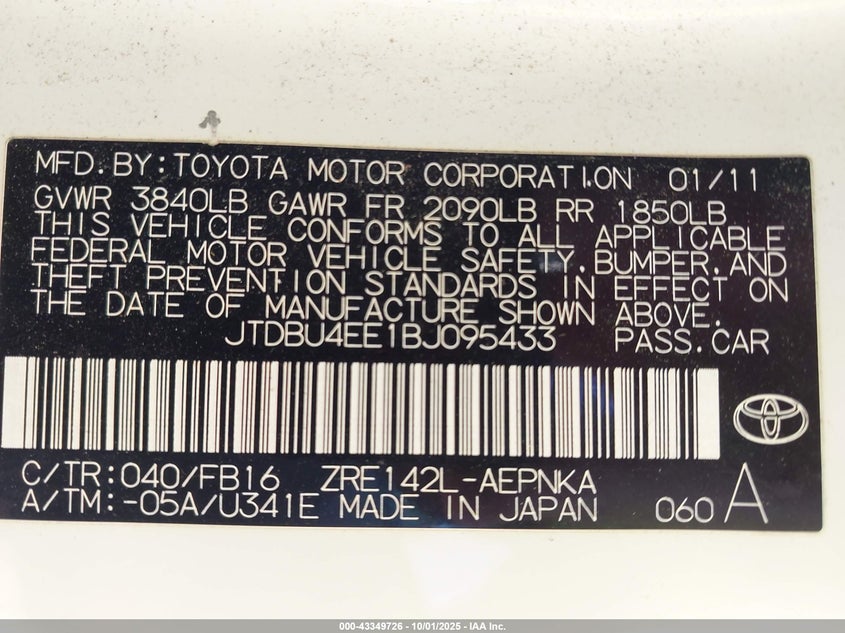 MFD.BY:TOYOTA MOTOR CORPORATION 01/11
GVWR 3840LB GAWR FR 2090LB RR 1850LB
THIS VEHICLE CONFORMS TO ALL APPLICABLE
FEDERAL MOTOR VEHICLE SAFETY,BUMPER,AND
THEFT PREVENTION STANDARDS IN EFFECT ON
THE DATE OF MANUFACTURE SHOWN ABOVE.
JTDBU4EE1BJ095433 PASS.CAR
C/TR:040/FB16 ZRE142L-AEPNKA
A/TM:-05A/U341E MADE IN JAPAN 060 A
000-43349726 - 10/01/2025 - IAA Inc.